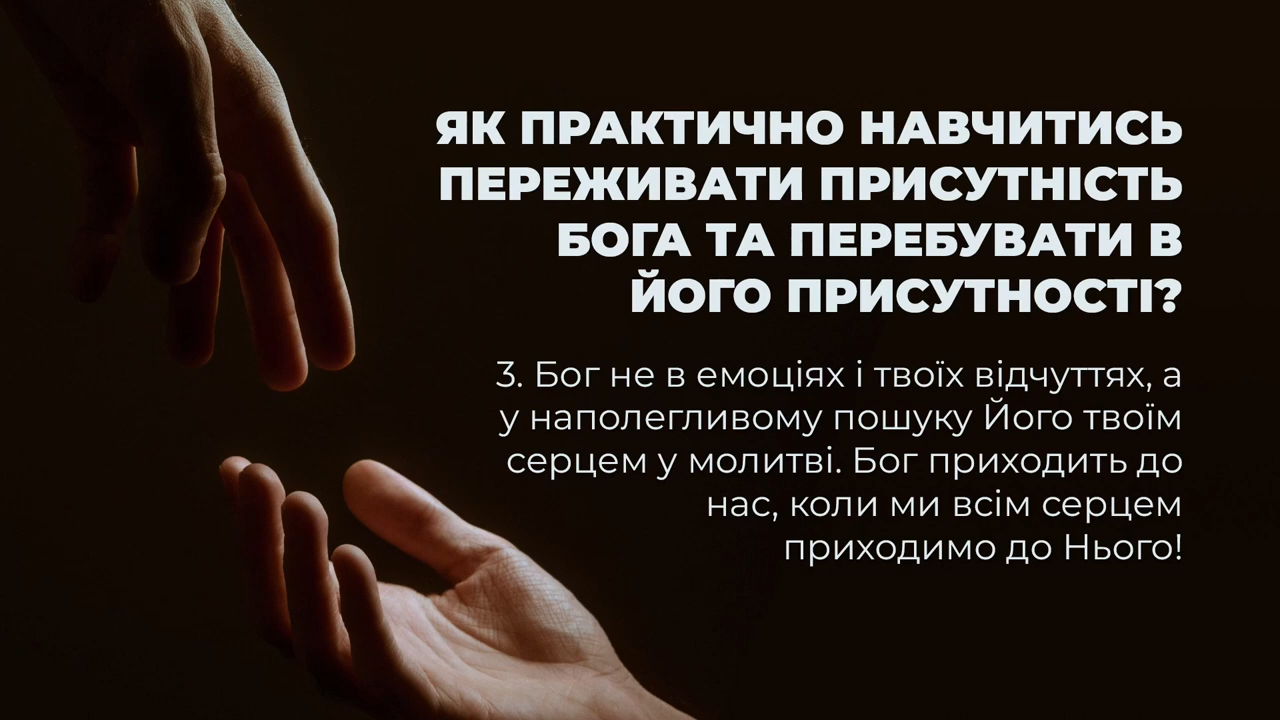 ЯК ПРАКТИЧНО НАВЧИТИСЬ
ПЕРЕЖИВАТИ ПРИСУТНІСТЬ
БОГА ТА ПЕРЕБУВАТИ В
ЙОГО ПРИСУТНОСТІ?
3. Бог не в емоціях і твоїх відчуттях, а
у наполегливому пошуку Його твоїм
серцем у молитві. Бог приходить до
нас, коли ми всім серцем
приходимо до Нього!